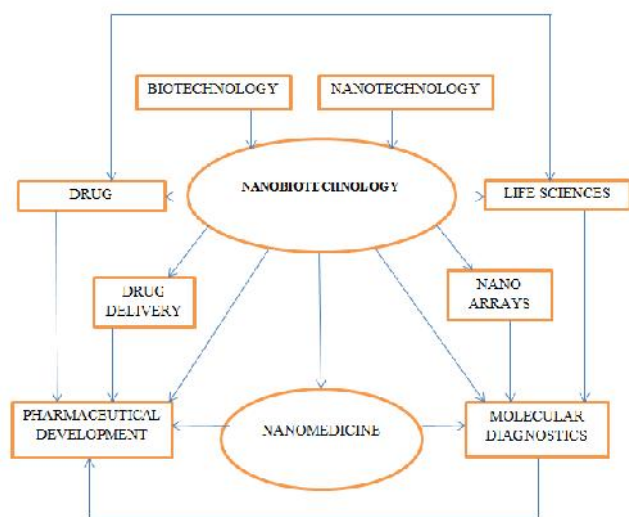 BIOTECHNOLOGY
NANOTECHNOLOGY
NANOBIOTECHNOLOGY
DRUG
LIFE SCIENCES
DRUG
DELIVERY
NANO
ARRAYS
PHARMACEUTICAL
DEVELOPMENT
NANOMEDICINE
MOLECULAR
DIAGNOSTICS